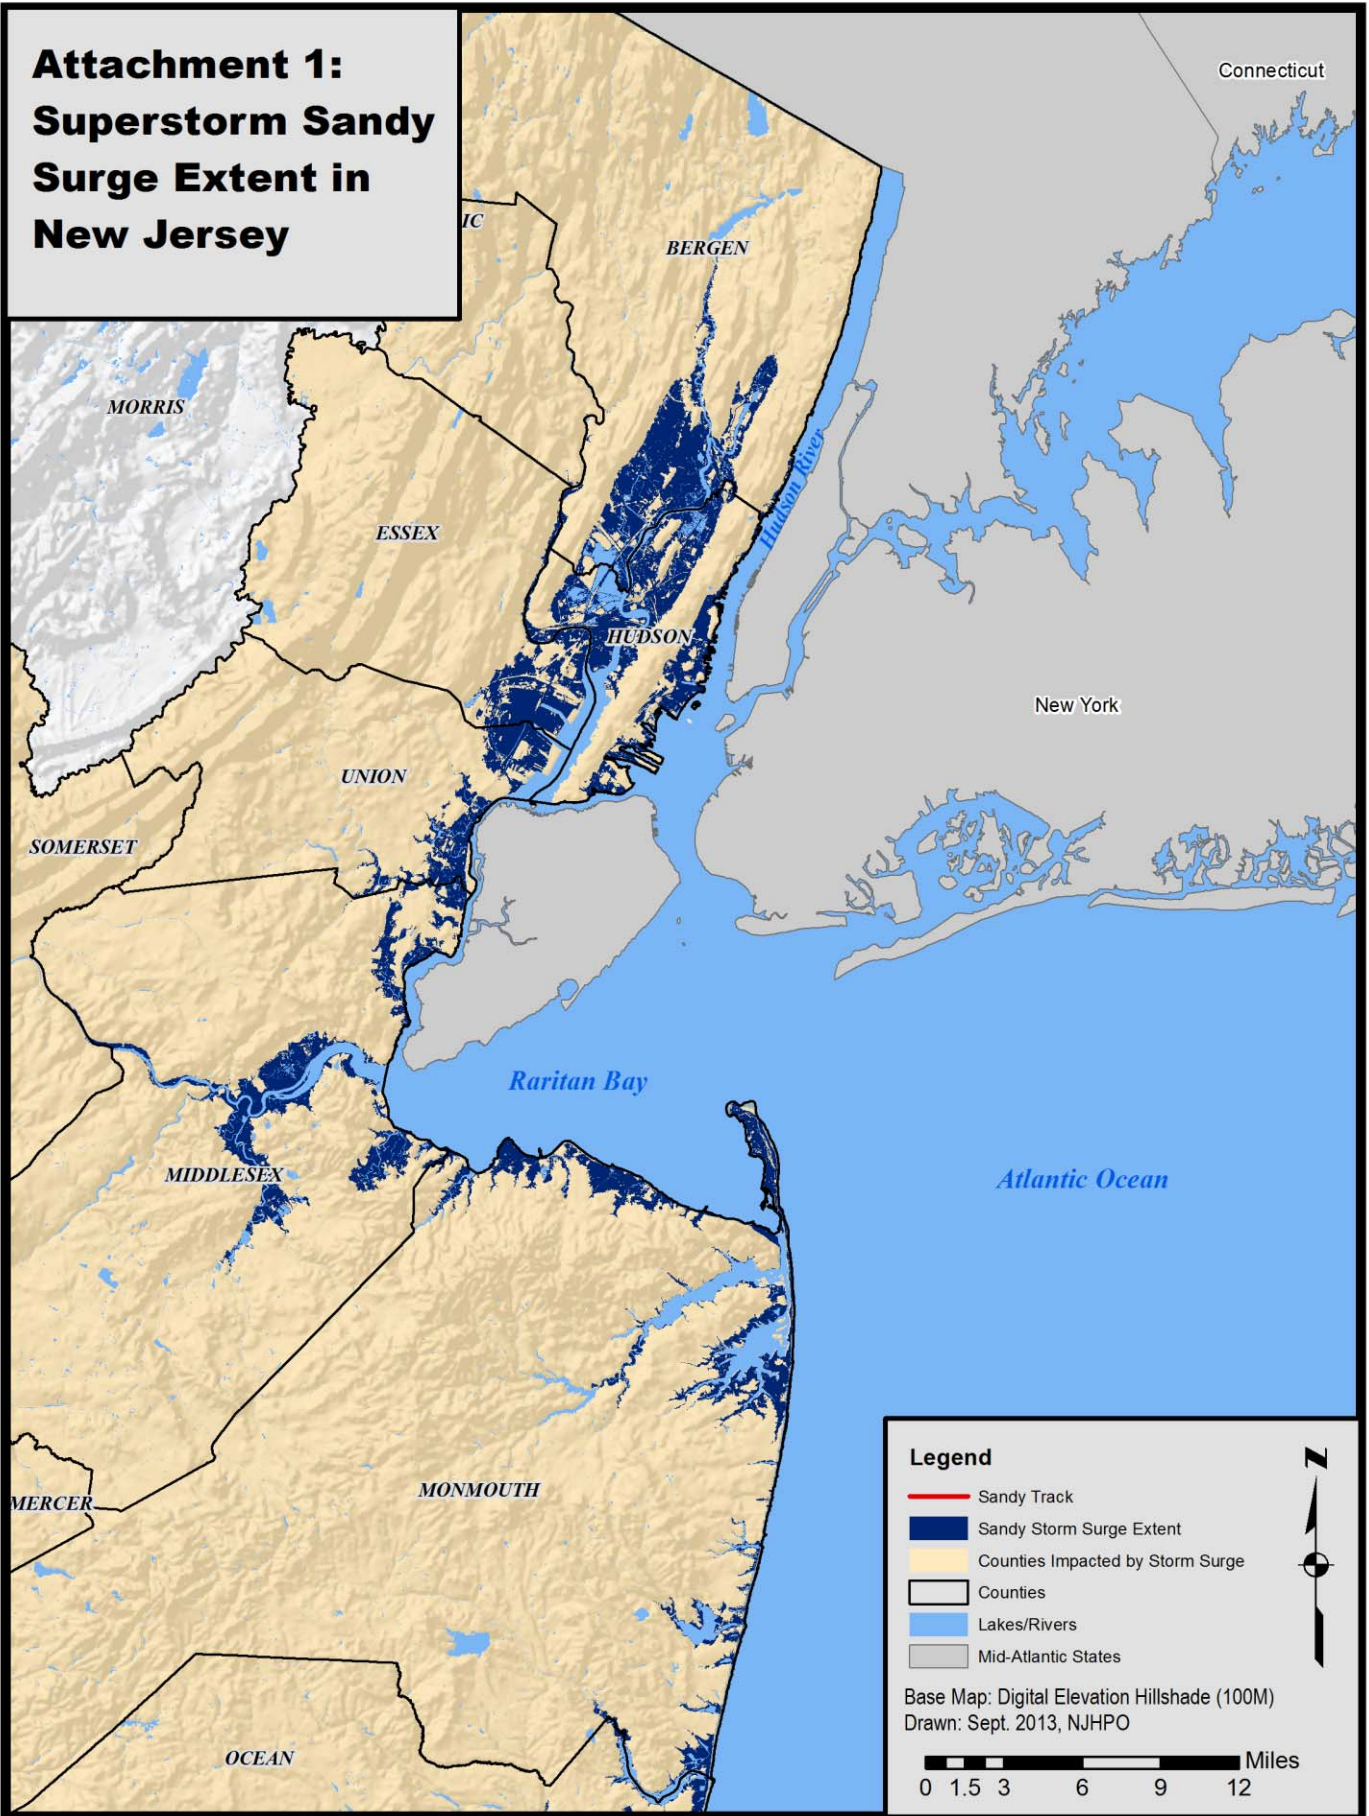 Attachment 1:
Superstorm Sandy
Surge Extent in
New Jersey
Connecticut
IC
BERGEN
MORRIS
Hudson River
ESSEX
HUDSON
New York
UNION
SOMERSET
Raritan Bay
MIDDLESEX
Atlantic Ocean
MONMOUTH
MERCER
OCEAN
Legend
N
Sandy Track
Sandy Storm Surge Extent
Counties Impacted by Storm Surge
Counties
Lakes/Rivers
Mid-Atlantic States
Base Map: Digital Elevation Hillshade (100M)
Drawn: Sept. 2013, NJHPO
Miles
0 1.5 3 6 9 12